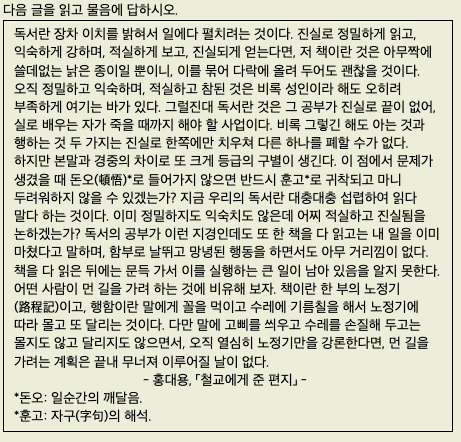 다음 글을 읽고 물음에 답하시오.
독서란 장차 이치를 밝혀서 일에다 펼치려는 것이다. 진실로 정밀하게 읽고,
익숙하게 강하며, 적실하게 보고, 진실되게 얻는다면, 저 책이란 것은 아무짝에
쓸데없는 낡은 종이일 뿐이니, 이를 묶어 다락에 올려 두어도 괜찮을 것이다.
오직 정밀하고 익숙하며, 적실하고 참된 것은 비록 성인이라 해도 오히려
부족하게 여기는 바가 있다. 그럴진대 독서란 것은 그 공부가 진실로 끝이 없어,
실로 배우는 자가 죽을 때까지 해야 할 사업이다. 비록 그렇긴 해도 아는 것과
행하는 것 두 가지는 진실로 한쪽에만 치우쳐 다른 하나를 폐할 수가 없다.
하지만 본말과 경중의 차이로 또 크게 등급의 구별이 생긴다. 이 점에서 문제가
생겼을 때 돈오(頓悟)*로 들어가지 않으면 반드시 훈고*로 귀착되고 마니
두려워하지 않을 수 있겠는가? 지금 우리의 독서란 대충대충 섭렵하여 읽다
말다 하는 것이다. 이미 정밀하지도 익숙치도 않은데 어찌 적실하고 진실됨을
논하겠는가? 독서의 공부가 이런 지경인데도 또 한 책을 다 읽고는 내 일을 이미
마쳤다고 말하며, 함부로 날뛰고 망녕된 행동을 하면서도 아무 거리낌이 없다.
책을 다 읽은 뒤에는 문득 가서 이를 실행하는 큰 일이 남아 있음을 알지 못한다.
어떤 사람이 먼 길을 가려 하는 것에 비유해 보자. 책이란 한 부의 노정기
(路程記)이고, 행함이란 말에게 꼴을 먹이고 수레에 기름칠을 해서 노정기에
따라 몰고 또 달리는 것이다. 다만 말에 고삐를 씌우고 수레를 손질해 두고는
몰지도 않고 달리지도 않으면서, 오직 열심히 노정기만을 강론한다면, 먼 길을
가려는 계획은 끝내 무너져 이루어질 날이 없다.
– 홍대용, 「철교에게 준 편지」 –
*돈오: 일순간의 깨달음.
*훈고: 자구(字句)의 해석.